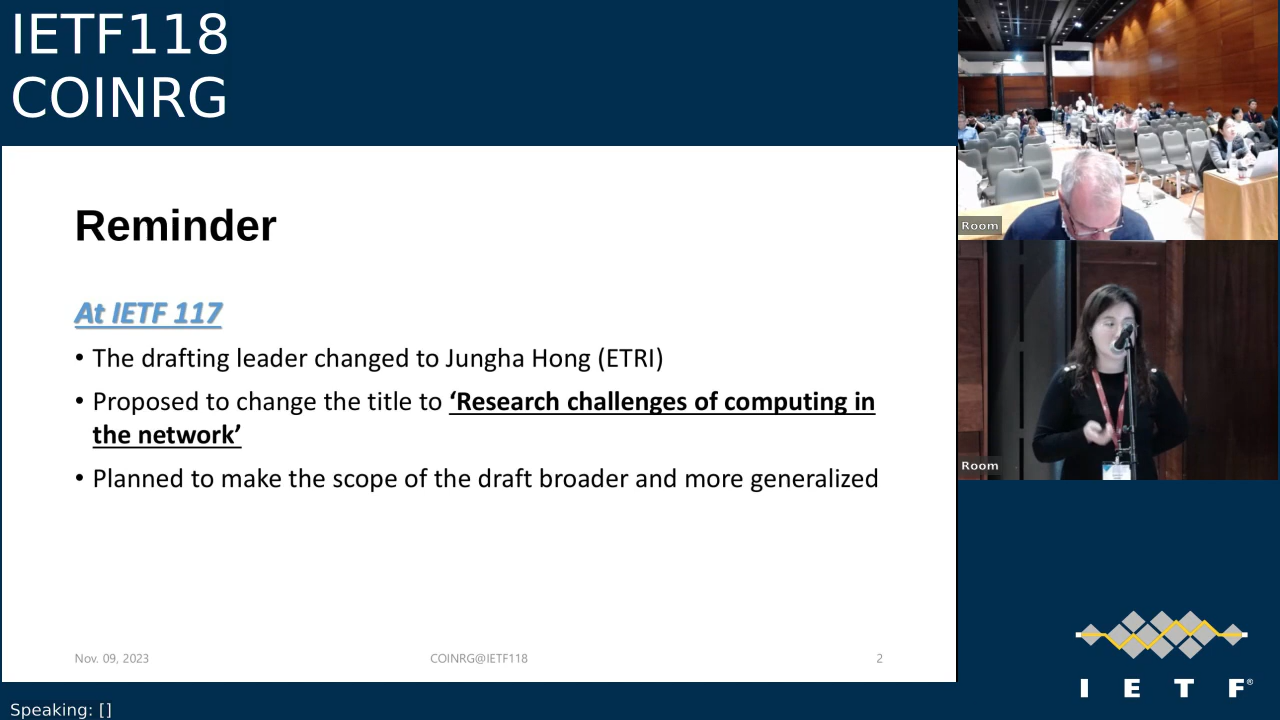 IETF118
COINRG
Reminder
At IETF 117
• The drafting leader changed to Jungha Hong (ETRI)
• Proposed to change the title to ‘Research challenges of computing in
the network’
• Planned to make the scope of the draft broader and more generalized
Nov. 09, 2023
COINRG@IETF118
2
Room
Room
I E T F®
Speaking: []